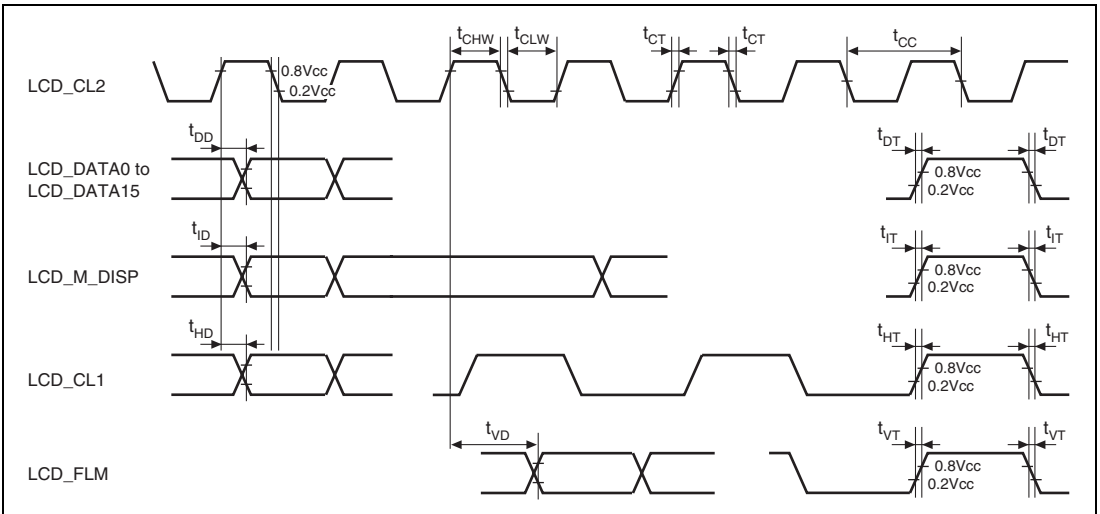 tCHW tCLW tCT tCT tCC
LCD_CL2
0.8Vcc
0.2Vcc
tDD tDT tDT
LCD_DATA0 to
LCD_DATA15
0.8Vcc
0.2Vcc
tID tIT tIT
LCD_M_DISP
0.8Vcc
0.2Vcc
tHD tHT tHT
LCD_CL1
0.8Vcc
0.2Vcc
tVD tVT tVT
LCD_FLM
0.8Vcc
0.2Vcc